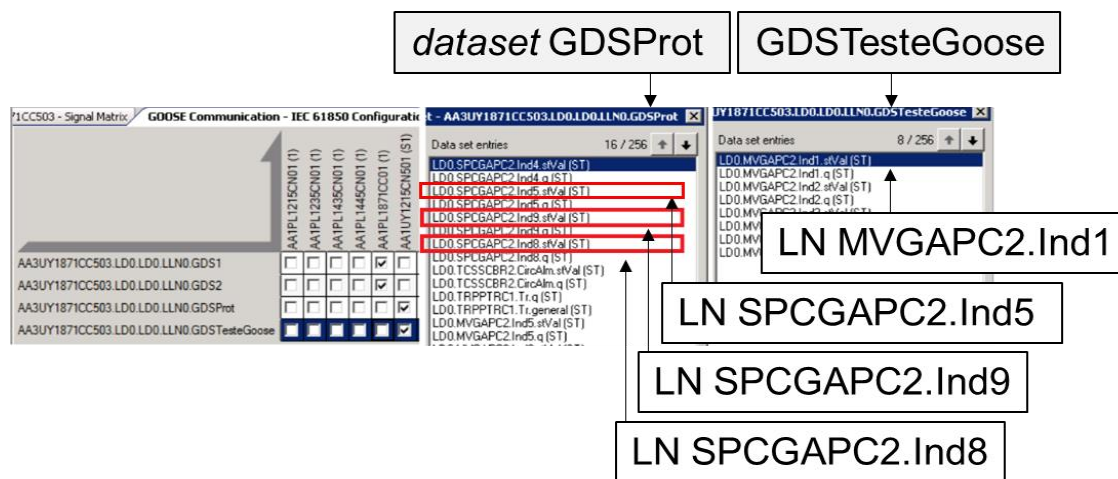 dataset GDSProt
GDSTesteGoose
71CC503 - Signal Matrix
GOOSE Communication - IEC 61850 Configuratic
AA1PL1215CN01 (1)
AA1PL1235CN01 (1)
AA1PL1435CN01 (1)
AA1PL1445CN01 (1)
AA1PL1871CC01 (1)
AA1UY1215CN501 (S1)
AA3UY1871CC503.LD0.LD0.LLN0.GDS1
AA3UY1871CC503.LD0.LD0.LLN0.GDS2
AA3UY1871CC503.LD0.LD0.LLN0.GDSProt
AA3UY1871CC503.LD0.LD0.LLN0.GDSTesteGoose
t - AA3UY1871CC503.LD0.LD0.LLN0.GDSProt
Data set entries 16 / 256
LD0.SPCGAPC2.Ind4.stVal (ST)
LD0.SPCGAPC2.Ind4.q (ST)
LD0.SPCGAPC2.Ind5.stVal (ST)
LD0.SPCGAPC2.Ind5.q (ST)
LD0.SPCGAPC2.Ind9.stVal (ST)
LD0.SPCGAPC2.Ind9.q (ST)
LD0.SPCGAPC2.Ind8.stVal (ST)
LD0.SPCGAPC2.Ind8.q (ST)
LD0.TCSSCBR2.CircAlm.stVal (ST)
LD0.TCSSCBR2.CircAlm.q (ST)
LD0.TRPPTRC1.Tr.q (ST)
LD0.TRPPTRC1.Tr.general (ST)
LD0.MVGAPC2.Ind5.stVal (ST)
LD0.MVGAPC2.Ind5.q (ST)
UY1871CC503.LD0.LD0.LLN0.GDSTesteGoose
Data set entries 8 / 256
LD0.MVGAPC2.Ind1.stVal (ST)
LD0.MVGAPC2.Ind1.q (ST)
LD0.MVGAPC2.Ind2.stVal (ST)
LD0.MVGAPC2.Ind2.q (ST)
LN MVGAPC2.Ind1
LN SPCGAPC2.Ind5
LN SPCGAPC2.Ind9
LN SPCGAPC2.Ind8